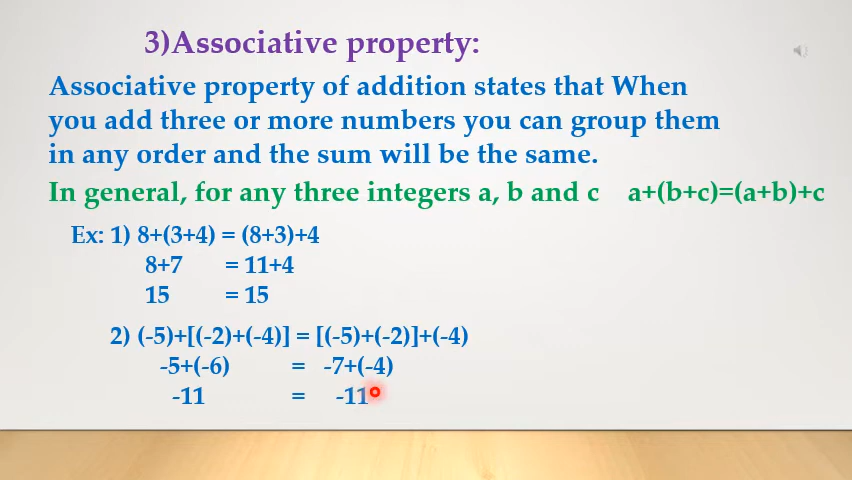 3)Associative property:
Associative property of addition states that When
you add three or more numbers you can group them
in any order and the sum will be the same.
In general, for any three integers a, b and c a+(b+c)=(a+b)+c
Ex: 1) 8+(3+4) = (8+3)+4
8+7 = 11+4
15 = 15
2) (-5)+[(-2)+(-4)] = [(-5)+(-2)]+(-4)
-5+(-6) = -7+(-4)
-11 = -11